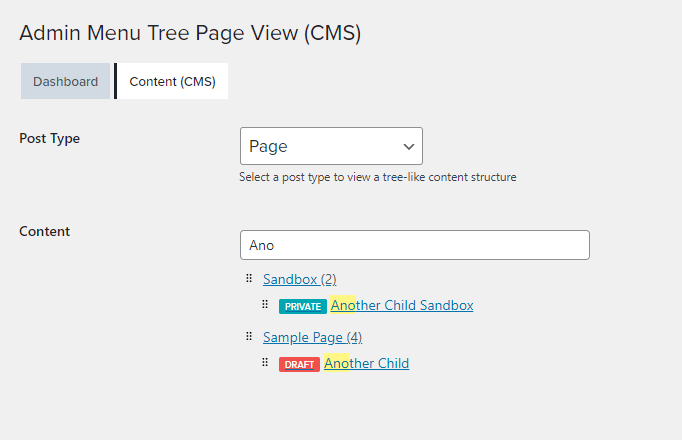 Admin Menu Tree Page View (CMS)
Dashboard Content (CMS)
Post Type Page
Select a post type to view a tree-like content structure
Content Ano
Sandbox (2)
PRIVATE Another Child Sandbox
Sample Page (4)
DRAFT Another Child